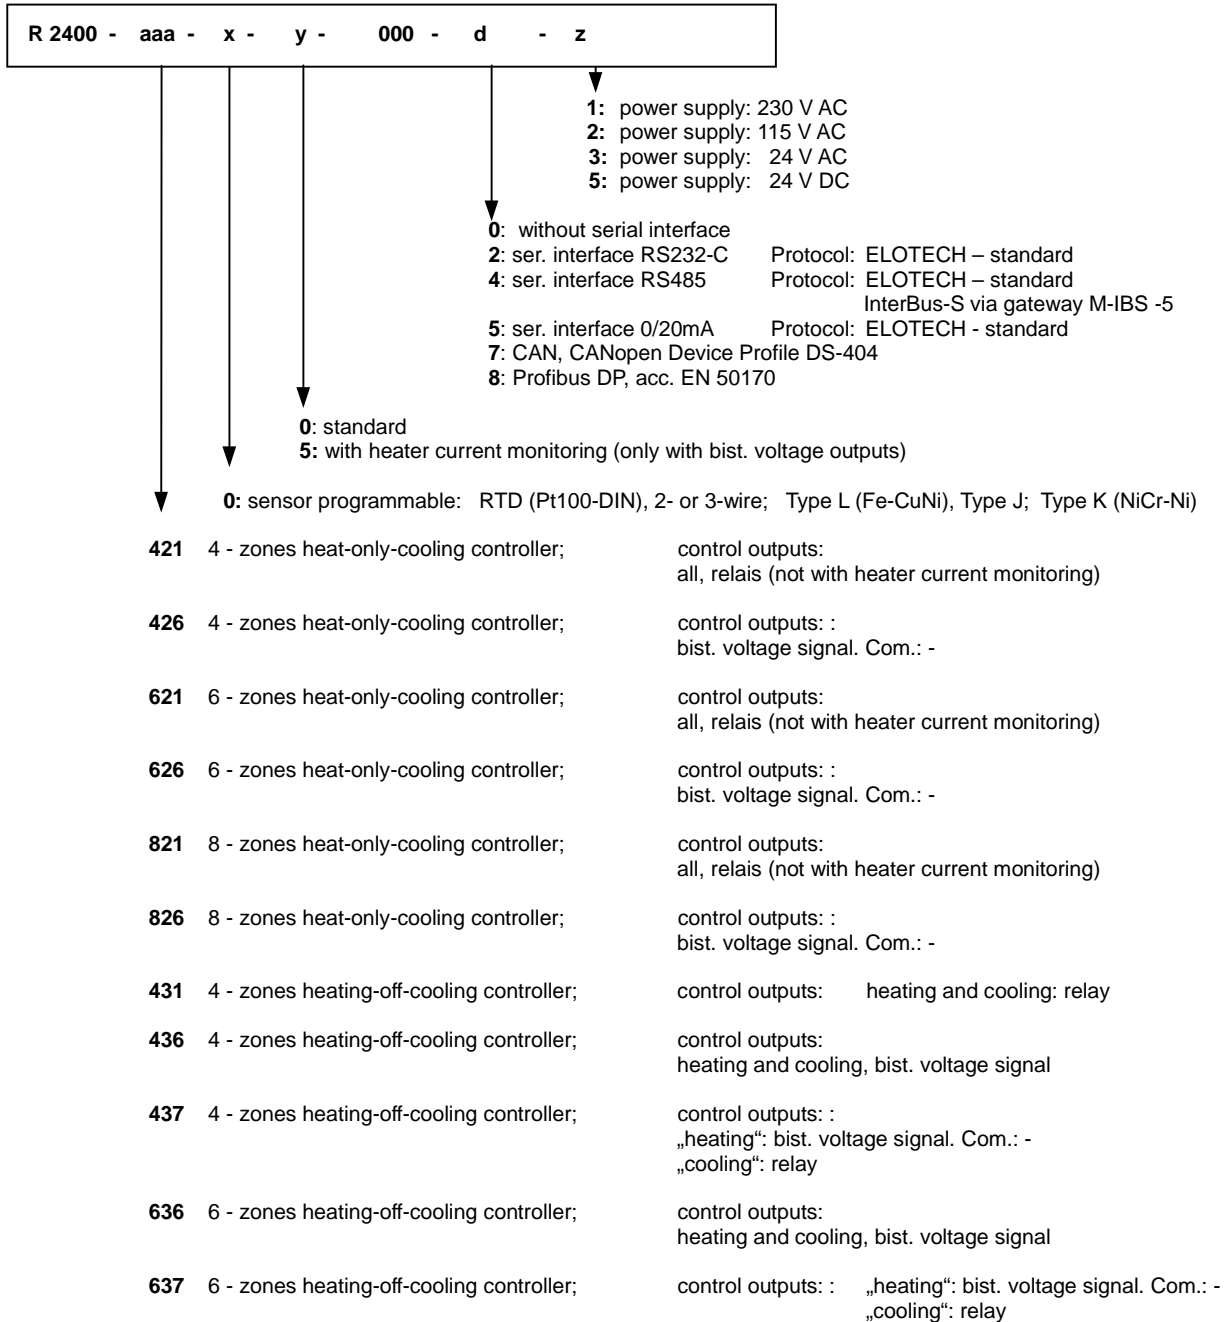 R 2400 - aaa - x - y - 000 - d - z
1: power supply: 230 V AC
2: power supply: 115 V AC
3: power supply: 24 V AC
5: power supply: 24 V DC
0: without serial interface
2: ser. interface RS232-C Protocol: ELOTECH – standard
4: ser. interface RS485 Protocol: ELOTECH – standard
InterBus-S via gateway M-IBS -5
5: ser. interface 0/20mA Protocol: ELOTECH - standard
7: CAN, CANopen Device Profile DS-404
8: Profibus DP, acc. EN 50170
0: standard
5: with heater current monitoring (only with bist. voltage outputs)
0: sensor programmable: RTD (Pt100-DIN), 2- or 3-wire; Type L (Fe-CuNi), Type J; Type K (NiCr-Ni)
421 4 - zones heat-only-cooling controller; control outputs:
all, relais (not with heater current monitoring)
426 4 - zones heat-only-cooling controller; control outputs: :
bist. voltage signal. Com.: -
621 6 - zones heat-only-cooling controller; control outputs:
all, relais (not with heater current monitoring)
626 6 - zones heat-only-cooling controller; control outputs: :
bist. voltage signal. Com.: -
821 8 - zones heat-only-cooling controller; control outputs:
all, relais (not with heater current monitoring)
826 8 - zones heat-only-cooling controller; control outputs: :
bist. voltage signal. Com.: -
431 4 - zones heating-off-cooling controller; control outputs: heating and cooling: relay
436 4 - zones heating-off-cooling controller; control outputs:
heating and cooling, bist. voltage signal
437 4 - zones heating-off-cooling controller; control outputs: :
„heating“: bist. voltage signal. Com.: -
„cooling“: relay
636 6 - zones heating-off-cooling controller; control outputs:
heating and cooling, bist. voltage signal
637 6 - zones heating-off-cooling controller; control outputs: : „heating“: bist. voltage signal. Com.: -
„cooling“: relay